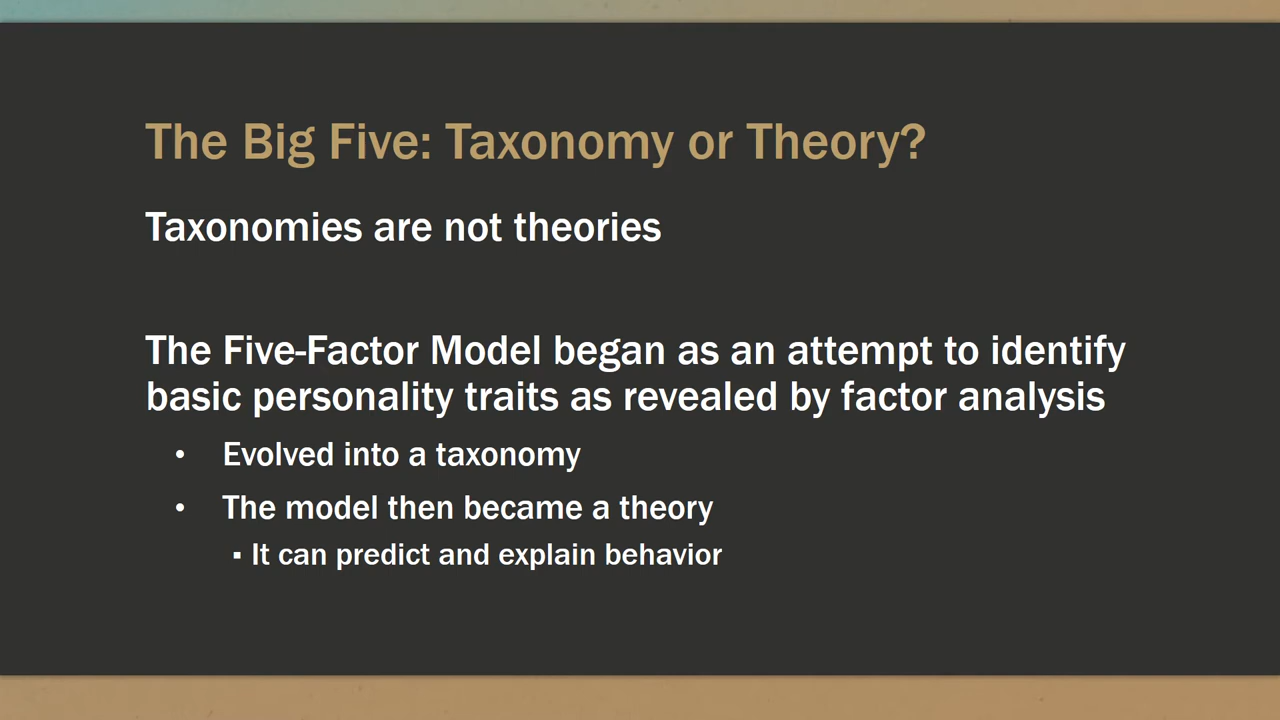 The Big Five: Taxonomy or Theory?
Taxonomies are not theories
The Five-Factor Model began as an attempt to identify
basic personality traits as revealed by factor analysis
• Evolved into a taxonomy
• The model then became a theory
▪ It can predict and explain behavior